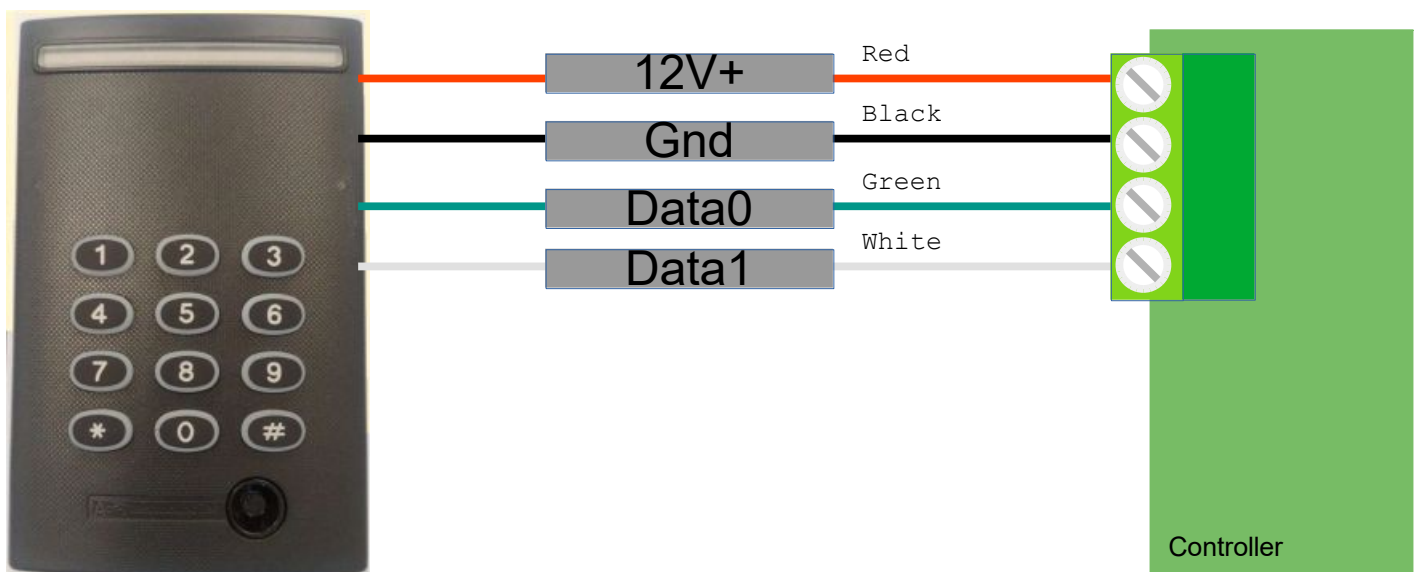 12V+
Red
Gnd
Black
Data0
Green
Data1
White
1 2 3
4 5 6
7 8 9
* 0 #
Controller